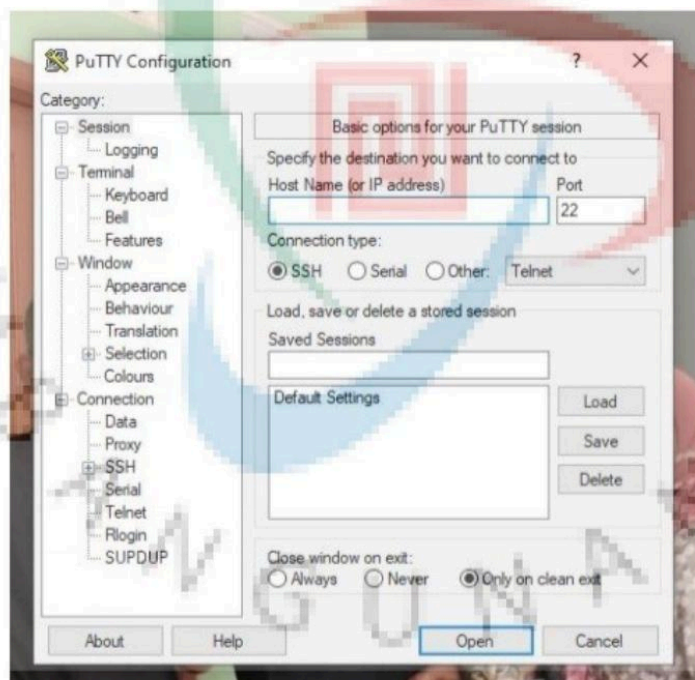 PuTTY Configuration
?
X
Category:
Session
Logging
Terminal
Keyboard
Bell
Features
Window
Appearance
Behaviour
Translation
Selection
Colours
Connection
Data
Proxy
SSH
Serial
Telnet
Rlogin
SUPDUP
Basic options for your PuTTY session
Specify the destination you want to connect to
Host Name (or IP address) Port
22
Connection type:
SSH Serial Other: Telnet
Load, save or delete a stored session
Saved Sessions
Default Settings
Load
Save
Delete
Close window on exit:
Always Never Only on clean exit
About Help Open Cancel